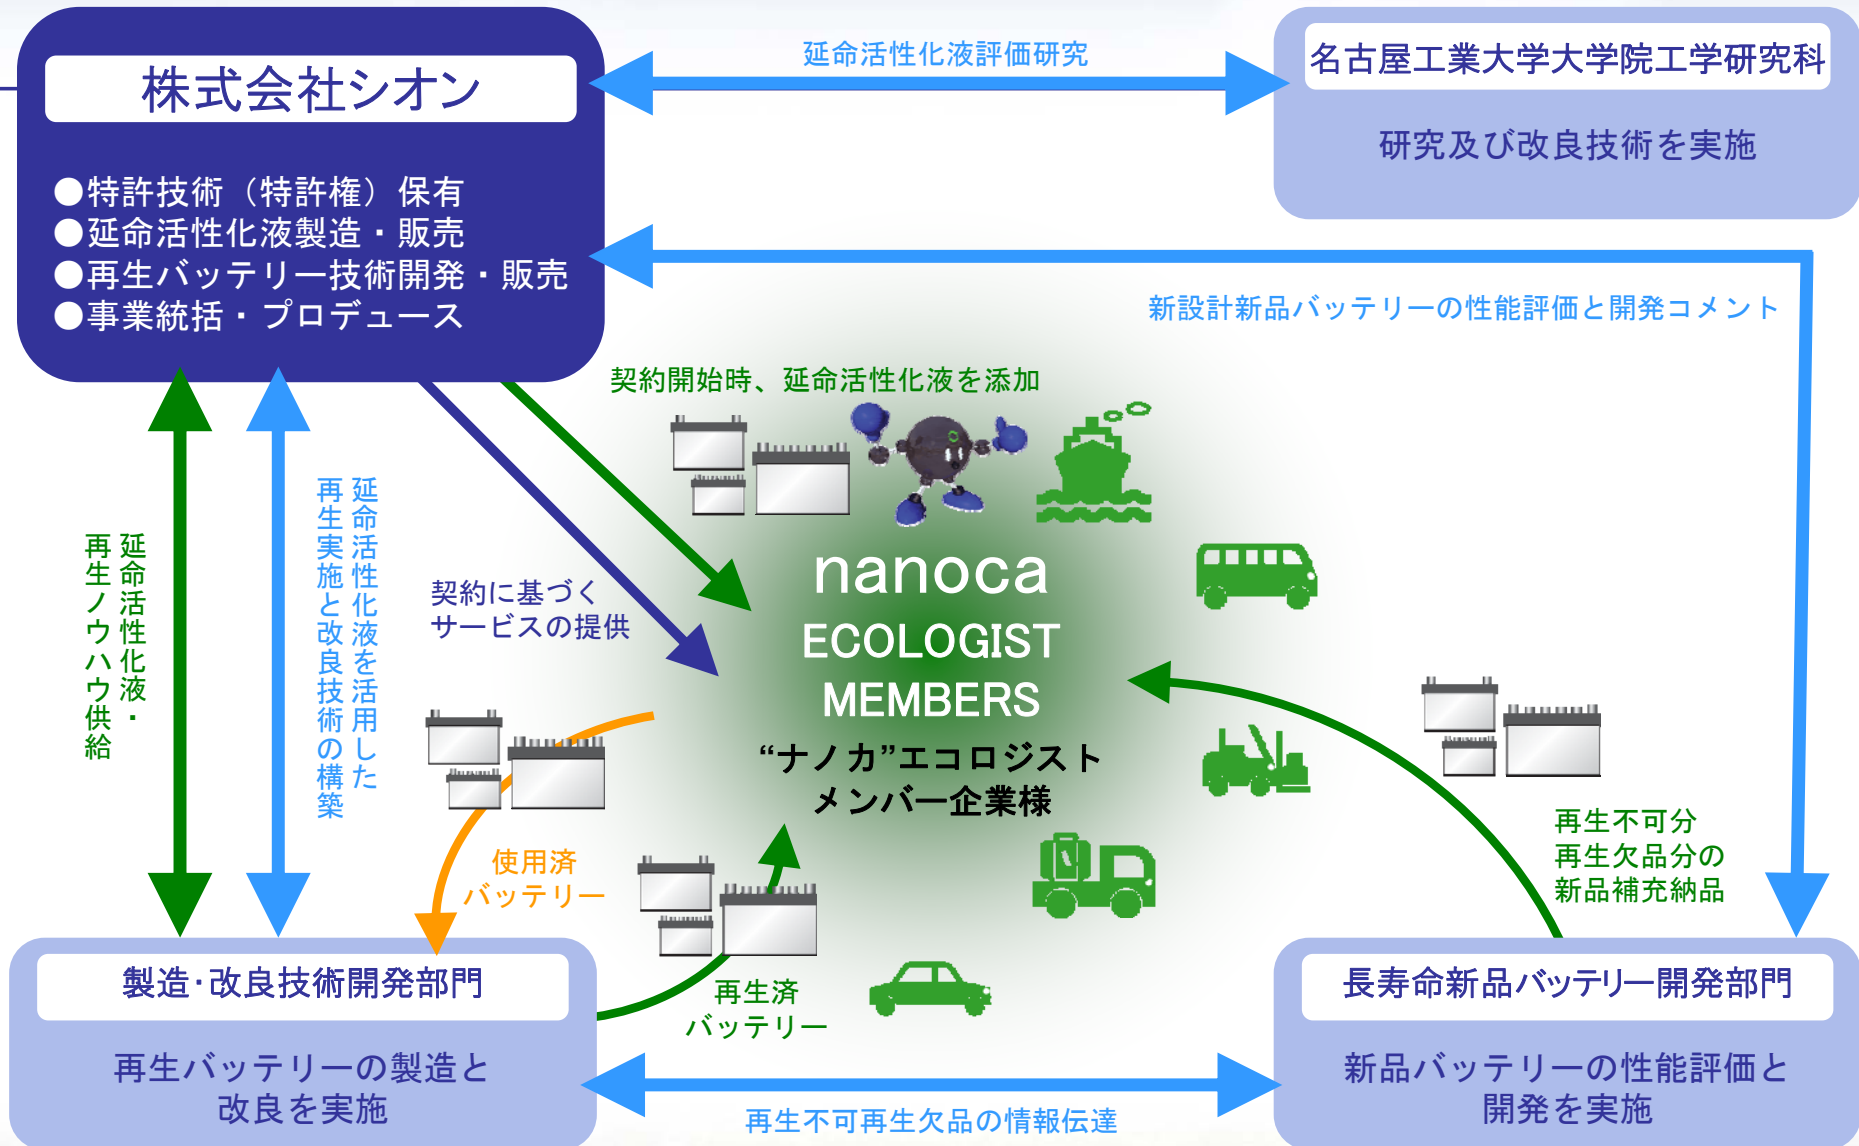 株式会社シオン
●特許技術（特許権）保有
●延命活性化液製造・販売
●再生バッテリー技術開発・販売
●事業統括・プロデュース
延命活性化液評価研究
名古屋工業大学大学院工学研究科
研究及び改良技術を実施
新設計新品バッテリーの性能評価と開発コメント
契約開始時、延命活性化液を添加
延命活性化液・
再生ノウハウ供給
延命活性化液を活用した
再生実施と改良技術の構築
契約に基づく
サービスの提供
nanoca
ECOLOGIST
MEMBERS
“ナノカ”エコロジスト
メンバー企業様
使用済
バッテリー
再生済
バッテリー
再生不可分
再生欠品分の
新品補充納品
製造・改良技術開発部門
再生バッテリーの製造と
改良を実施
再生不可再生欠品の情報伝達
長寿命新品バッテリー開発部門
新品バッテリーの性能評価と
開発を実施